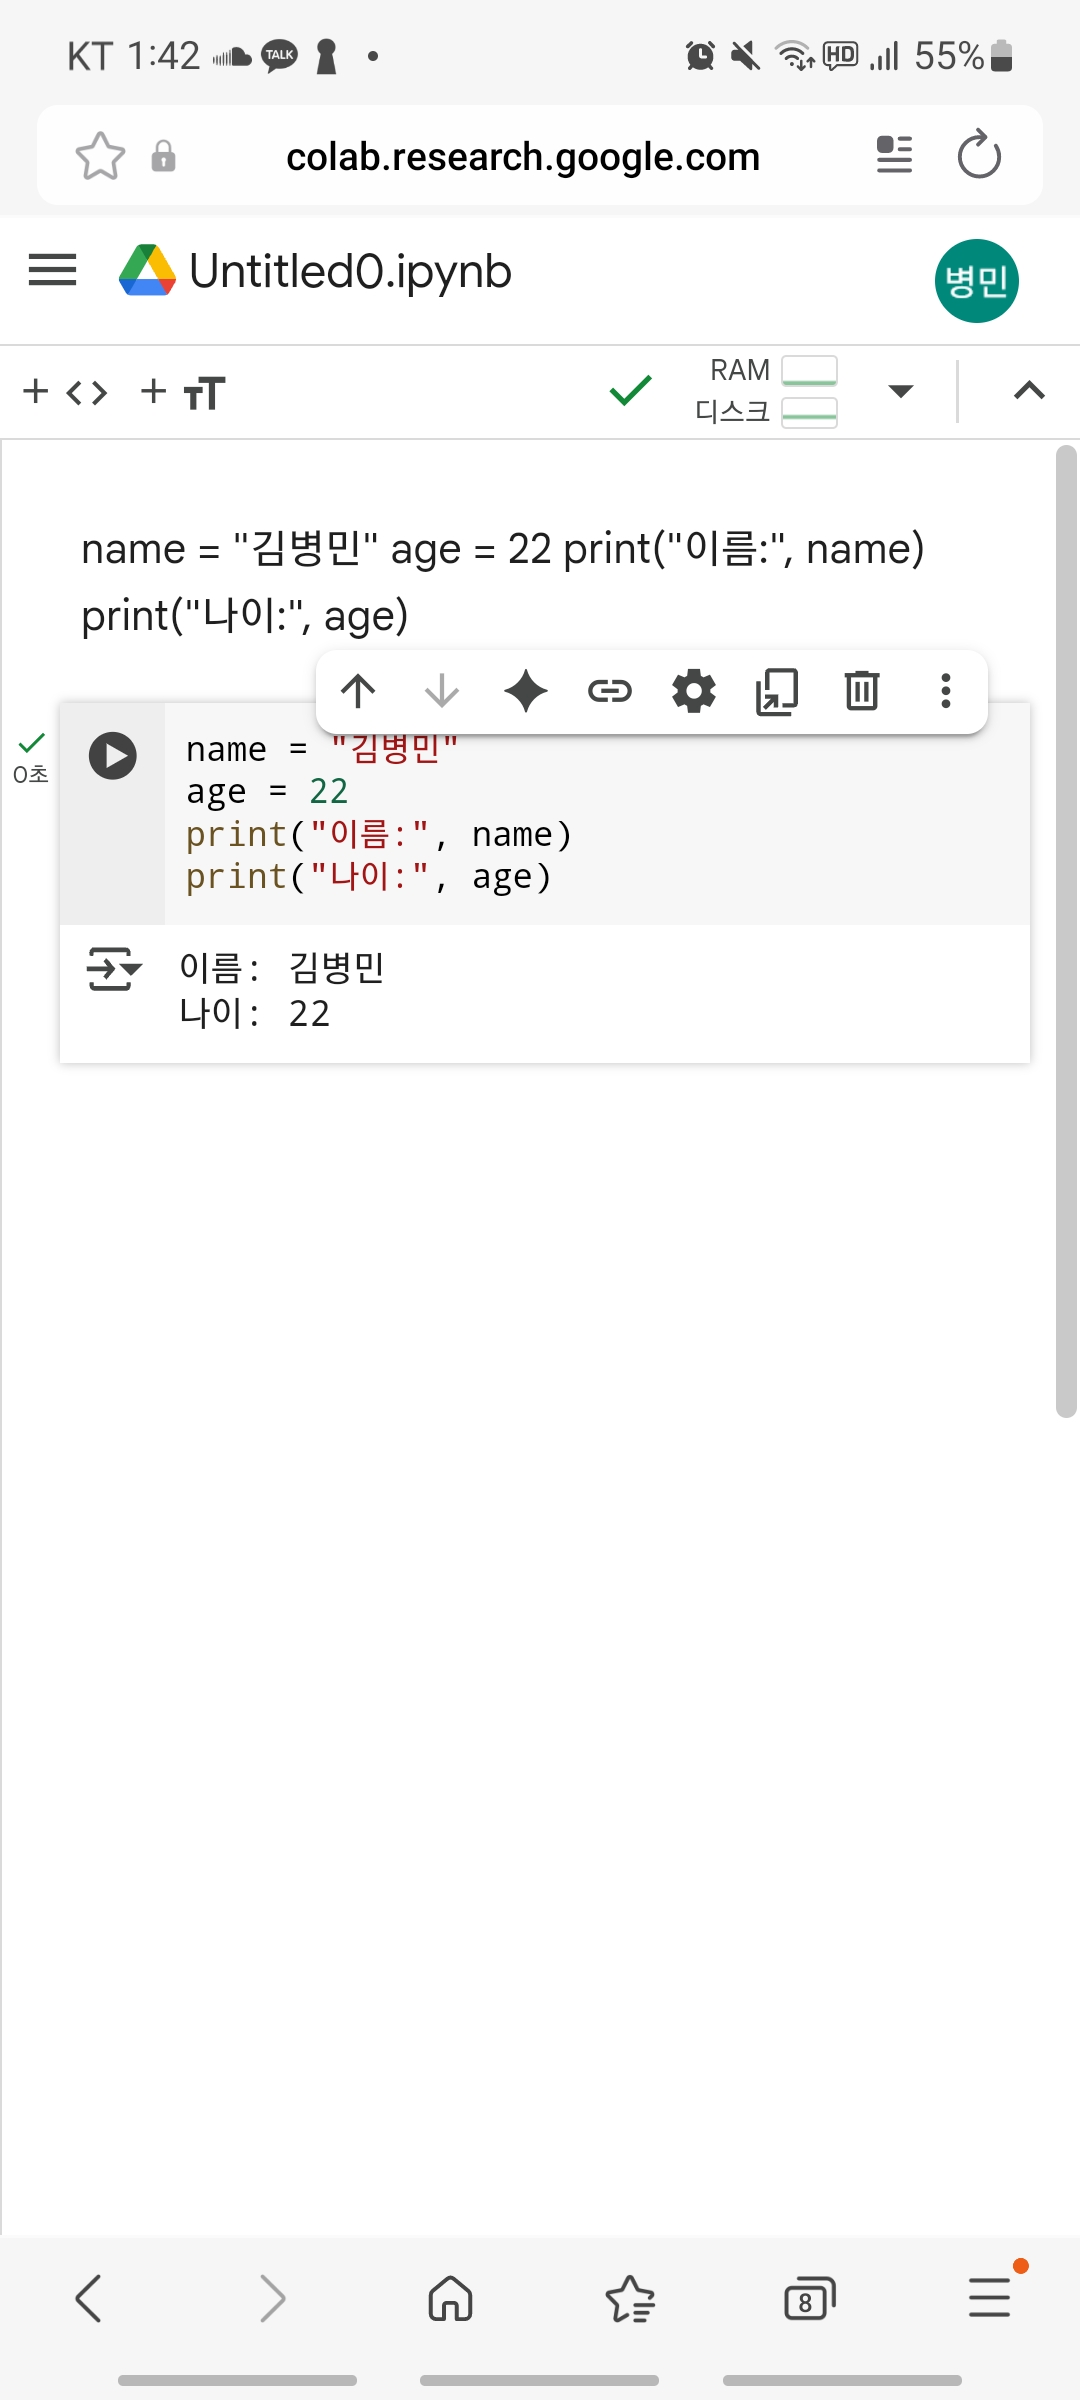 KT 1:42 TALK HD 55%
colab.research.google.com
Untitled0.ipynb
병민
RAM
디스크
name = "김병민" age = 22 print("이름:", name)
print("나이:", age)
0초
name = "김병민"
age = 22
print("이름:", name)
print("나이:", age)
이름: 김병민
나이: 22
8